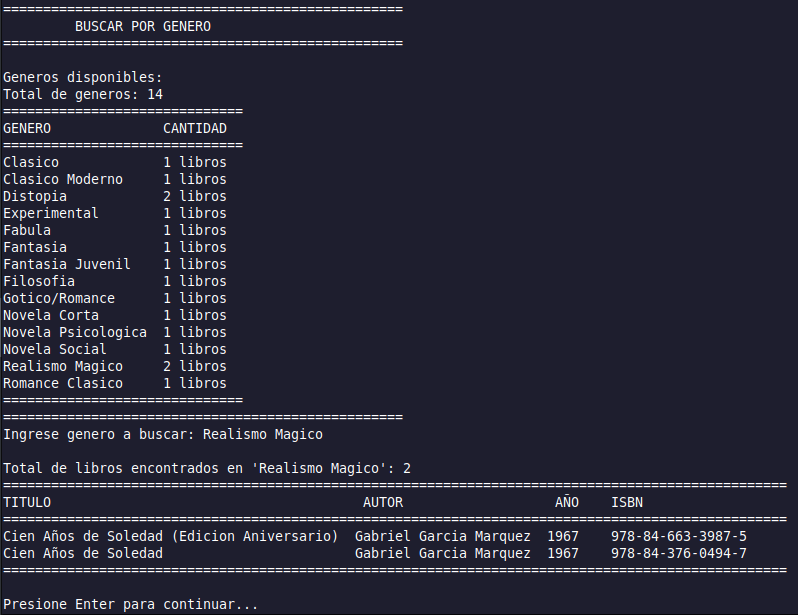 ==================================================
BUSCAR POR GENERO
==================================================
Generos disponibles:
Total de generos: 14
==============================
GENERO              CANTIDAD
==============================
Clasico             1 libros
Clasico Moderno     1 libros
Distopia            2 libros
Experimental        1 libros
Fabula              1 libros
Fantasia            1 libros
Fantasia Juvenil    1 libros
Filosofia           1 libros
Gotico/Romance      1 libros
Novela Corta        1 libros
Novela Psicologica  1 libros
Novela Social       1 libros
Realismo Magico     2 libros
Romance Clasico     1 libros
==============================
==================================================
Ingrese genero a buscar: Realismo Magico
Total de libros encontrados en 'Realismo Magico': 2
==================================================================================================
TITULO                                       AUTOR                   AÑO    ISBN
==================================================================================================
Cien Años de Soledad (Edicion Aniversario)  Gabriel Garcia Marquez  1967    978-84-663-3987-5
Cien Años de Soledad                        Gabriel Garcia Marquez  1967    978-84-376-0494-7
==================================================================================================
Presione Enter para continuar...